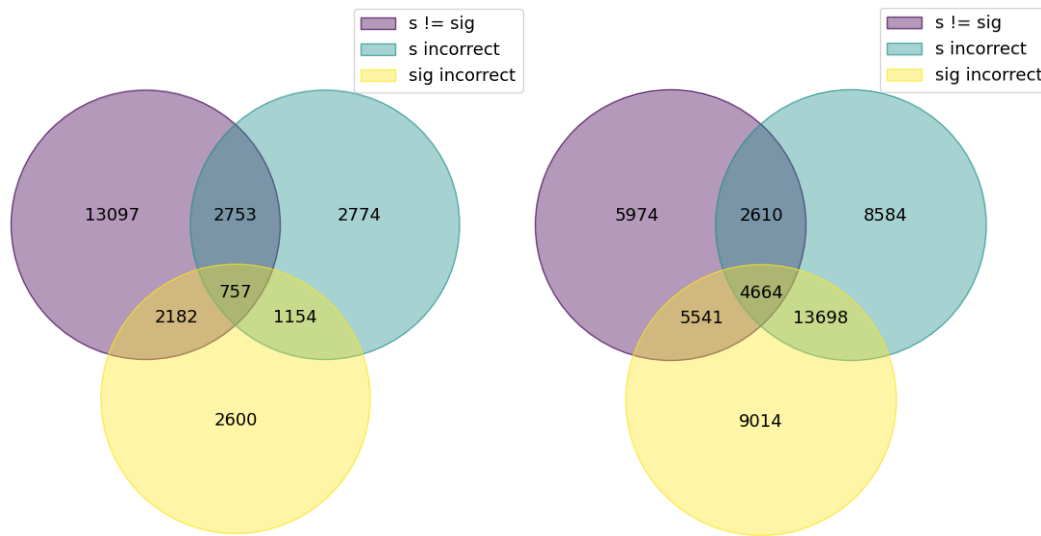 s != sig
s incorrect
sig incorrect
13097
2753
2774
757
2182
1154
2600
s != sig
s incorrect
sig incorrect
5974
2610
8584
4664
5541
13698
9014